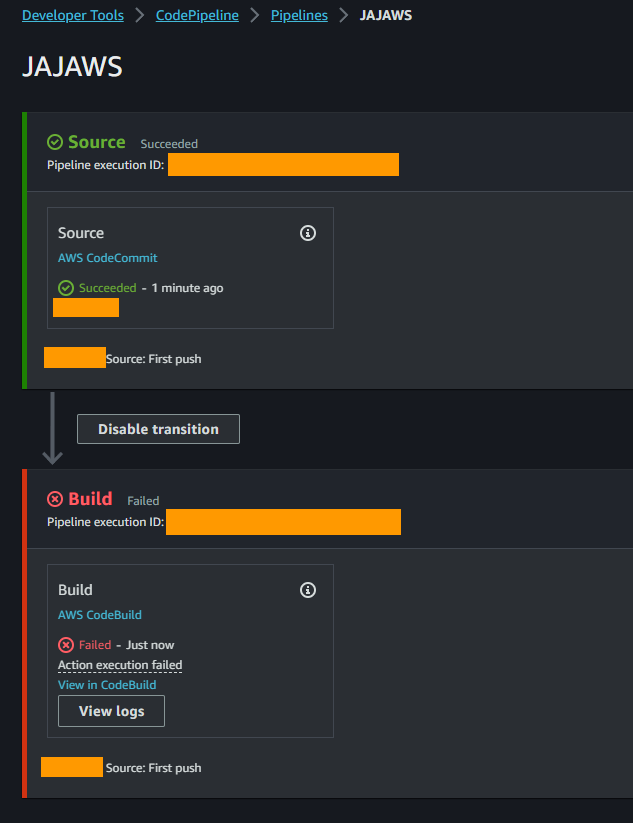 Developer Tools > CodePipeline > Pipelines > JAJAWS
JAJAWS
Source Succeeded
Pipeline execution ID:
Source
AWS CodeCommit
Succeeded - 1 minute ago
Source: First push
Disable transition
Build Failed
Pipeline execution ID:
Build
AWS CodeBuild
Failed - Just now
Action execution failed
View in CodeBuild
View logs
Source: First push